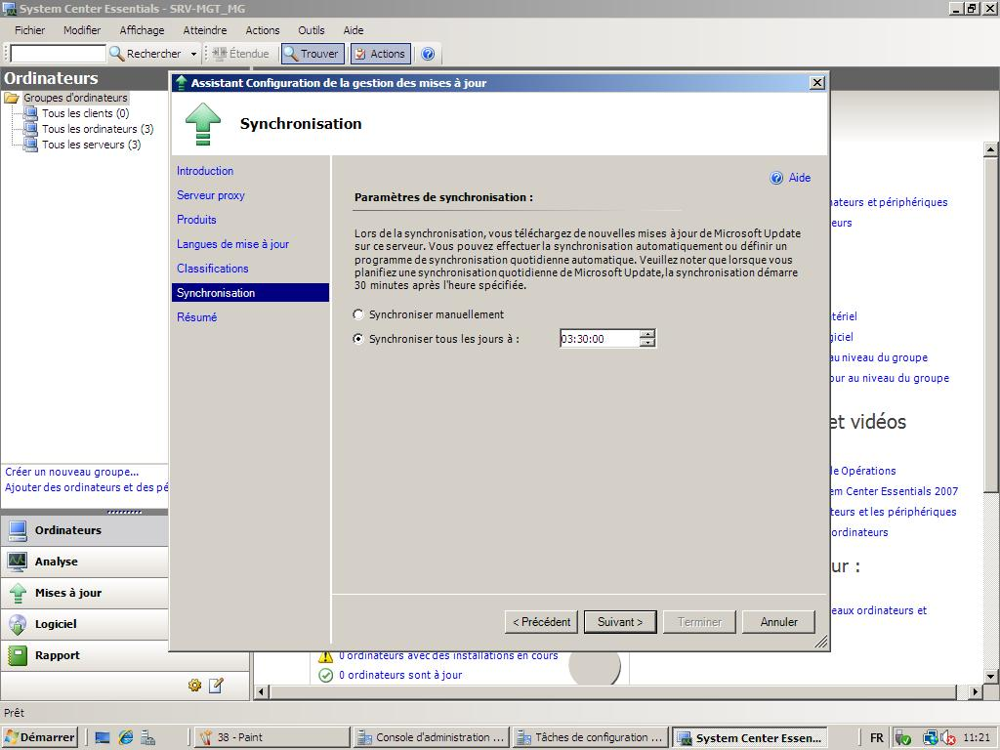 System Center Essentials - SRV-MGT_MG
Fichier Modifier Affichage Atteindre Actions Outils Aide
Rechercher Étendue Trouver Actions
Ordinateurs
Groupes d'ordinateurs
Tous les clients (0)
Tous les ordinateurs (3)
Tous les serveurs (3)
Créer un nouveau groupe...
Ajouter des ordinateurs et des pé
Ordinateurs
Analyse
Mises à jour
Logiciel
Rapport
Assistant Configuration de la gestion des mises à jour
Synchronisation
Introduction
Serveur proxy
Produits
Langues de mise à jour
Classifications
Synchronisation
Résumé
Aide
Paramètres de synchronisation :
Lors de la synchronisation, vous téléchargez de nouvelles mises à jour de Microsoft Update
sur ce serveur. Vous pouvez effectuer la synchronisation automatiquement ou définir un
programme de synchronisation quotidienne automatique. Veuillez noter que lorsque vous
planifiez une synchronisation quotidienne de Microsoft Update, la synchronisation démarre
30 minutes après l'heure spécifiée.
Synchroniser manuellement
Synchroniser tous les jours à : 03:30:00
< Précédent Suivant > Terminer Annuler
ateurs et périphériques
eurs
tériel
giciel
au niveau du groupe
our au niveau du groupe
et vidéos
le Opérations
em Center Essentials 2007
teurs et les périphériques
ordinateurs
ur :
eaux ordinateurs et
0 ordinateurs avec des installations en cours
0 ordinateurs sont à jour
Prêt
Démarrer 38 - Paint Console d'administration ... Tâches de configuration ... System Center Essen... FR 11:21